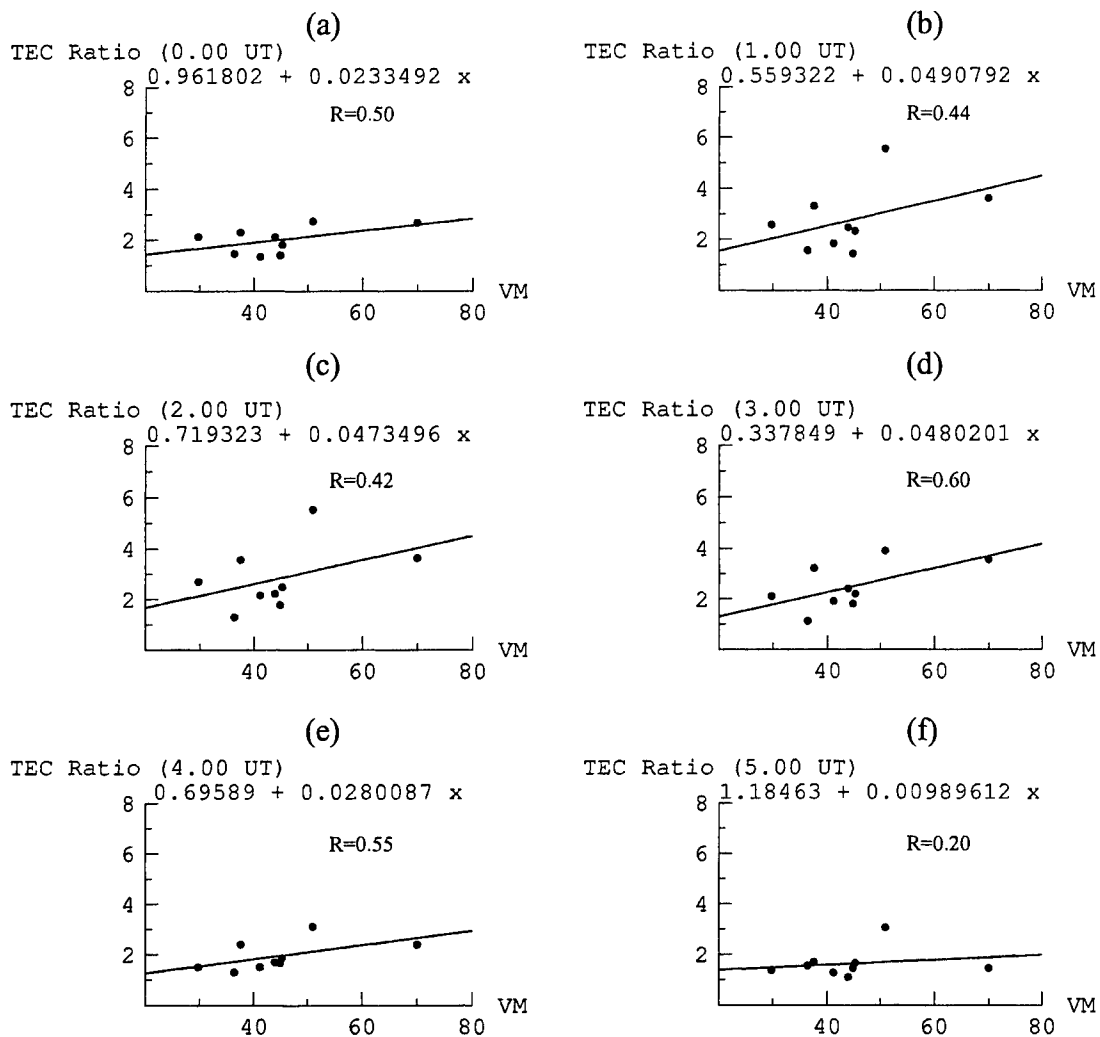 (a)
TEC Ratio (0.00 UT)
0.961802 + 0.0233492 x
R=0.50
8
6
4
2
40
60
80
VM
(b)
TEC Ratio (1.00 UT)
0.559322 + 0.0490792 x
R=0.44
8
6
4
2
40
60
80
VM
(c)
TEC Ratio (2.00 UT)
0.719323 + 0.0473496 x
R=0.42
8
6
4
2
40
60
80
VM
(d)
TEC Ratio (3.00 UT)
0.337849 + 0.0480201 x
R=0.60
8
6
4
2
40
60
80
VM
(e)
TEC Ratio (4.00 UT)
0.69589 + 0.0280087 x
R=0.55
8
6
4
2
40
60
80
VM
(f)
TEC Ratio (5.00 UT)
1.18463 + 0.00989612 x
R=0.20
8
6
4
2
40
60
80
VM